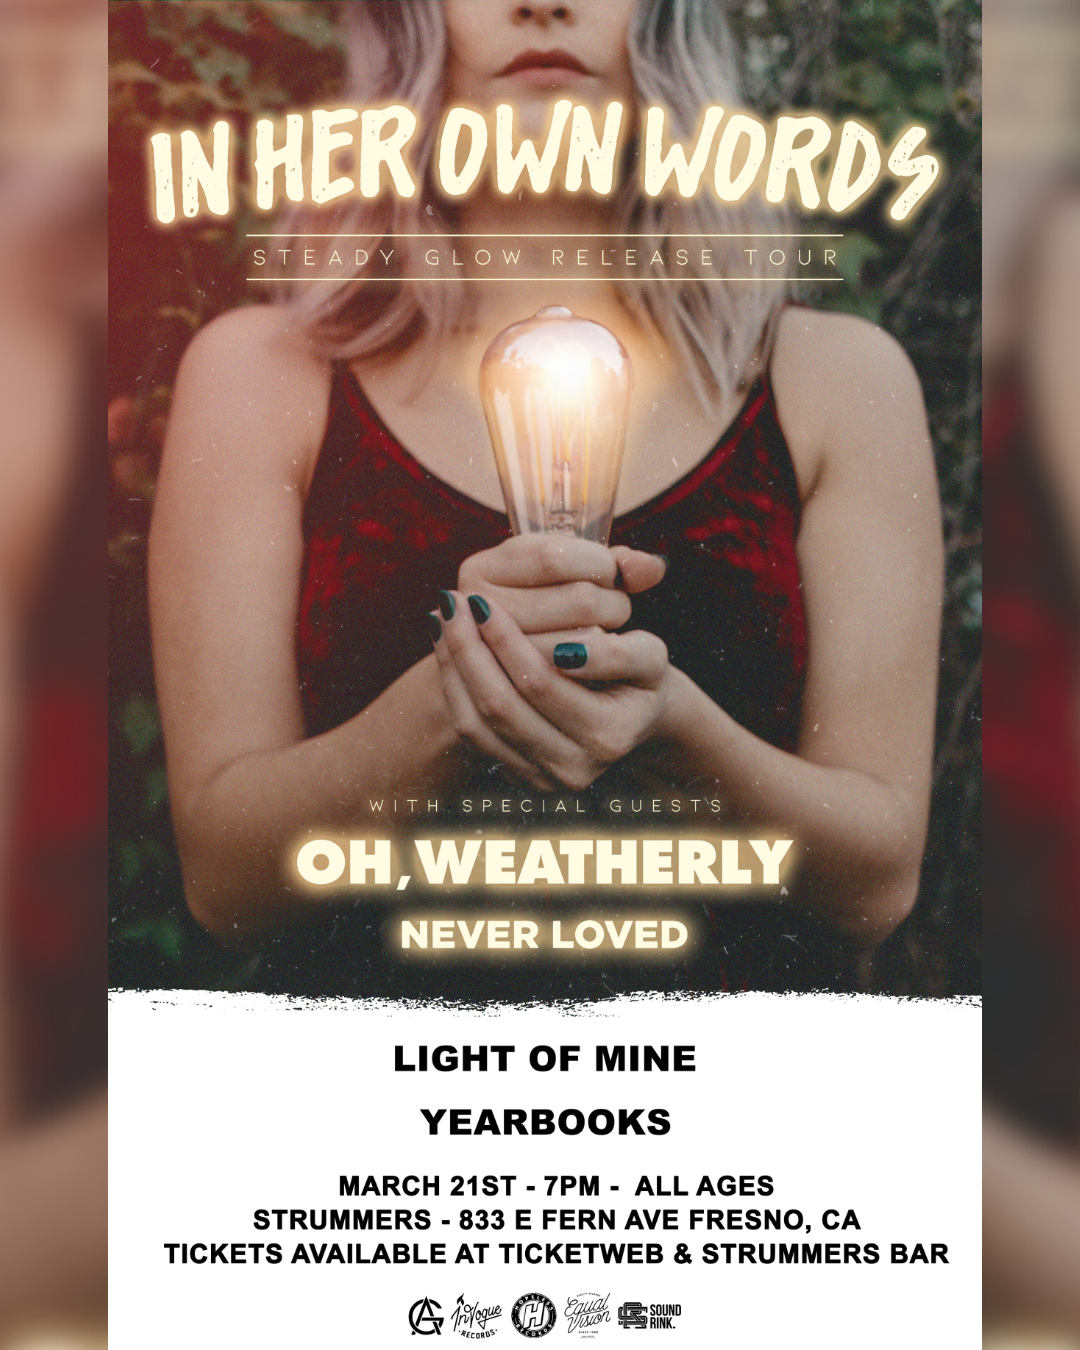 IN HER OWN WORDS
STEADY GLOW RELEASE TOUR
WITH SPECIAL GUESTS
OH, WEATHERLY
NEVER LOVED
LIGHT OF MINE
YEARBOOKS
MARCH 21ST - 7PM - ALL AGES
STRUMMERS - 833 E FERN AVE FRESNO, CA
TICKETS AVAILABLE AT TICKETWEB & STRUMMERS BAR
InVogue
RECORDS
HOPELESS
RECORDS
Equal
Vision
SOUND
RINK.